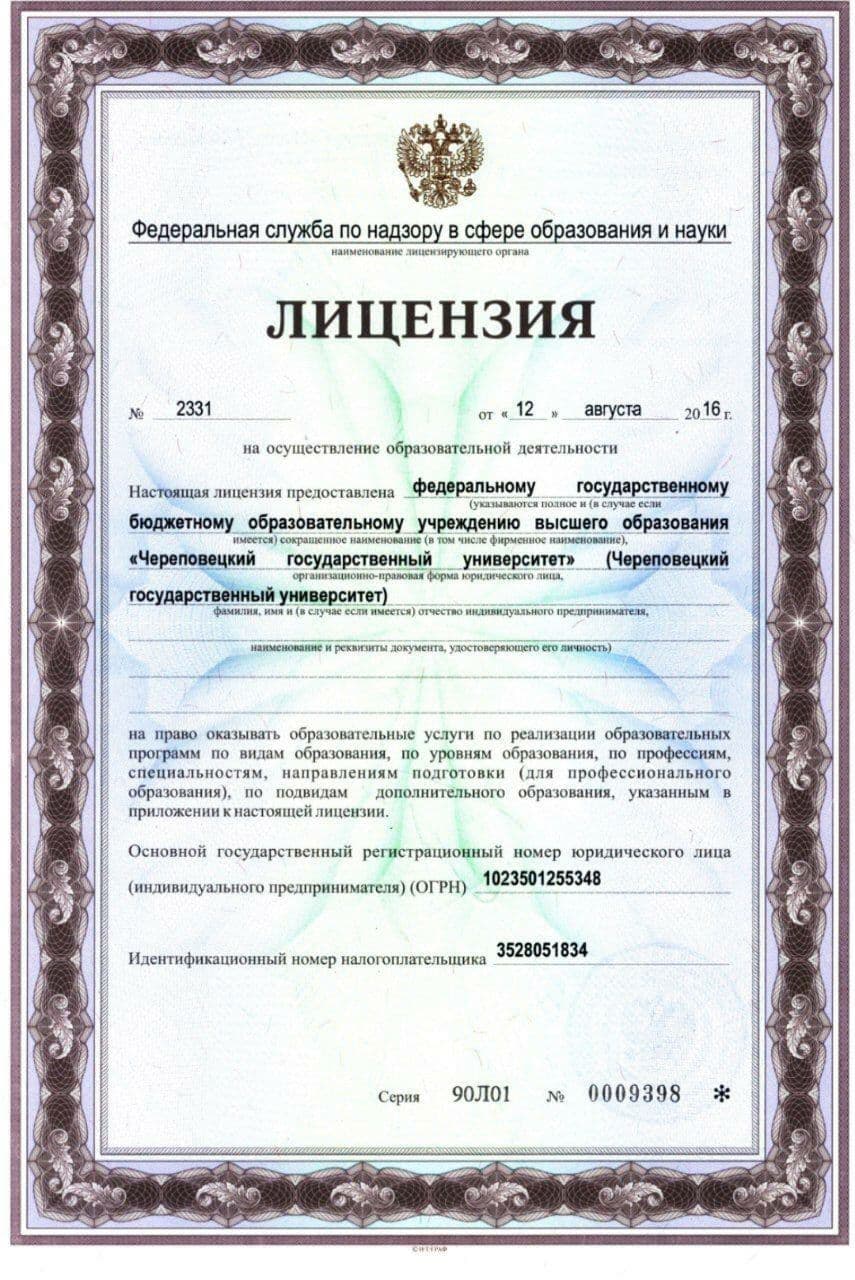 Федеральная служба по надзору в сфере образования и науки
наименование лицензирующего органа
ЛИЦЕНЗИЯ
№ 2331 от « 12 » августа 2016 г.
на осуществление образовательной деятельности
Настоящая лицензия предоставлена федеральному государственному
(указываются полное и (в случае если
бюджетному образовательному учреждению высшего образования
имеется) сокращенное наименование (в том числе фирменное наименование),
«Череповецкий государственный университет» (Череповецкий
организационно-правовая форма юридического лица,
государственный университет)
фамилия, имя и (в случае если имеется) отчество индивидуального предпринимателя,
наименование и реквизиты документа, удостоверяющего его личность)
на право оказывать образовательные услуги по реализации образовательных
программ по видам образования, по уровням образования, по профессиям,
специальностям, направлениям подготовки (для профессионального
образования), по подвидам дополнительного образования, указанным в
приложении к настоящей лицензии.
Основной государственный регистрационный номер юридического лица
(индивидуального предпринимателя) (ОГРН) 1023501255348
Идентификационный номер налогоплательщика 3528051834
Серия 90Л01 № 0009398 *